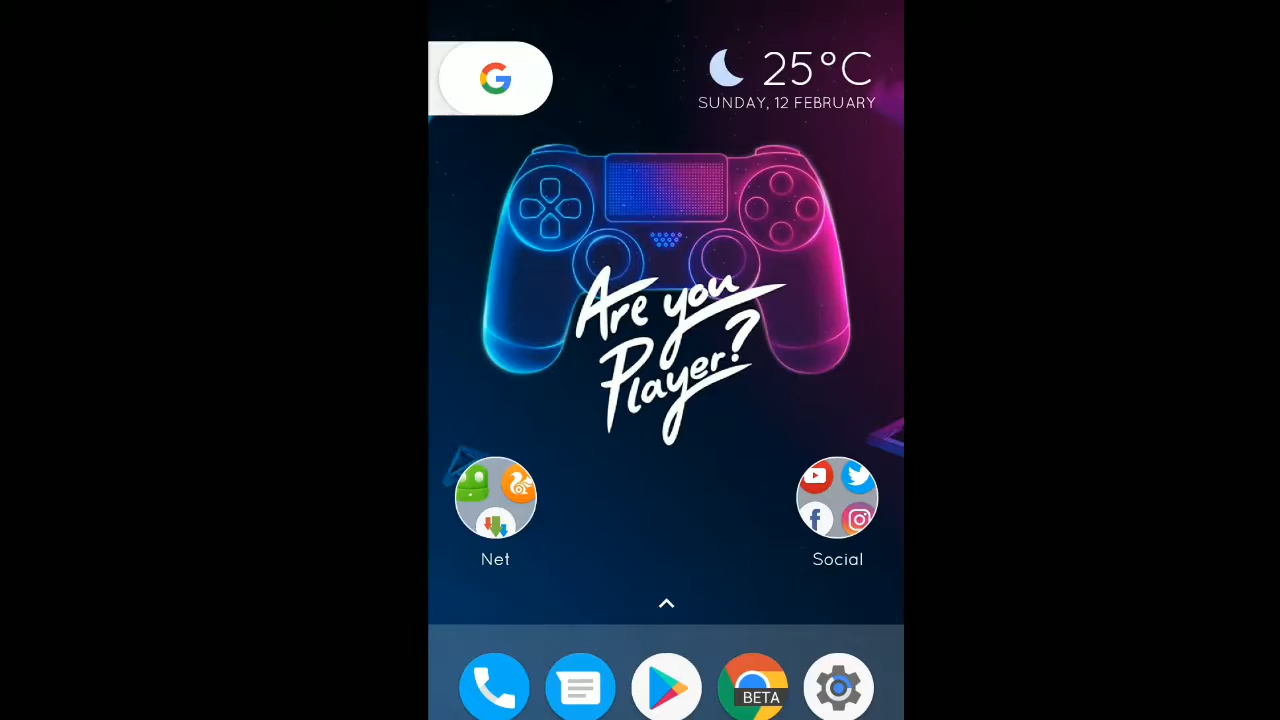 G
25°C
SUNDAY, 12 FEBRUARY
Are you
Player?
Net
Social
BETA